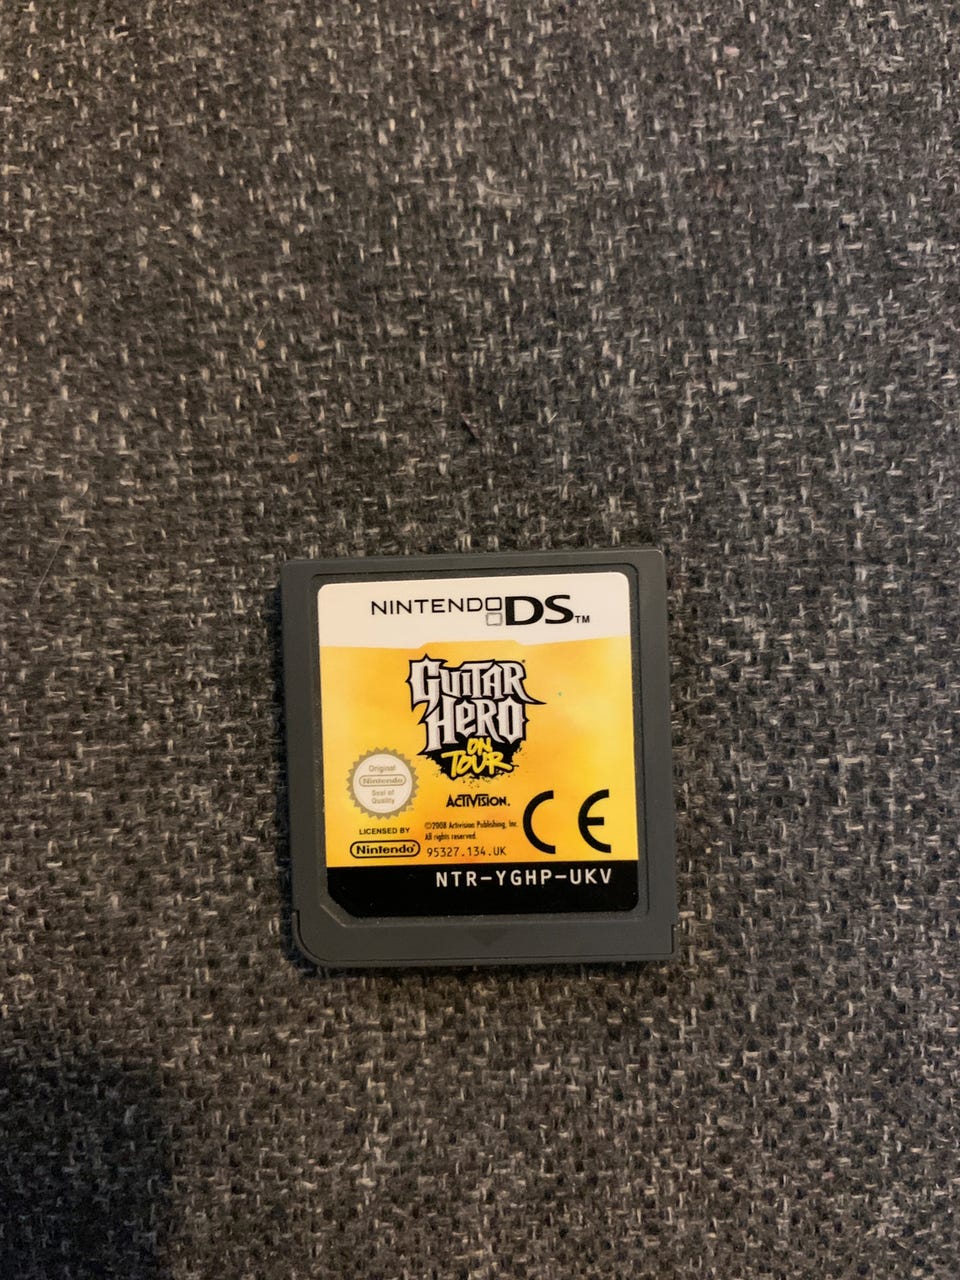 NINTENDO DS™
GUITAR HERO
ON TOUR
Original
Nintendo
Seal of
Quality
ACTIVISION.
LICENSED BY
Nintendo®
©2008 Activision Publishing, Inc.
All rights reserved.
95327.134.UK
CE
NTR-YGHP-UKV